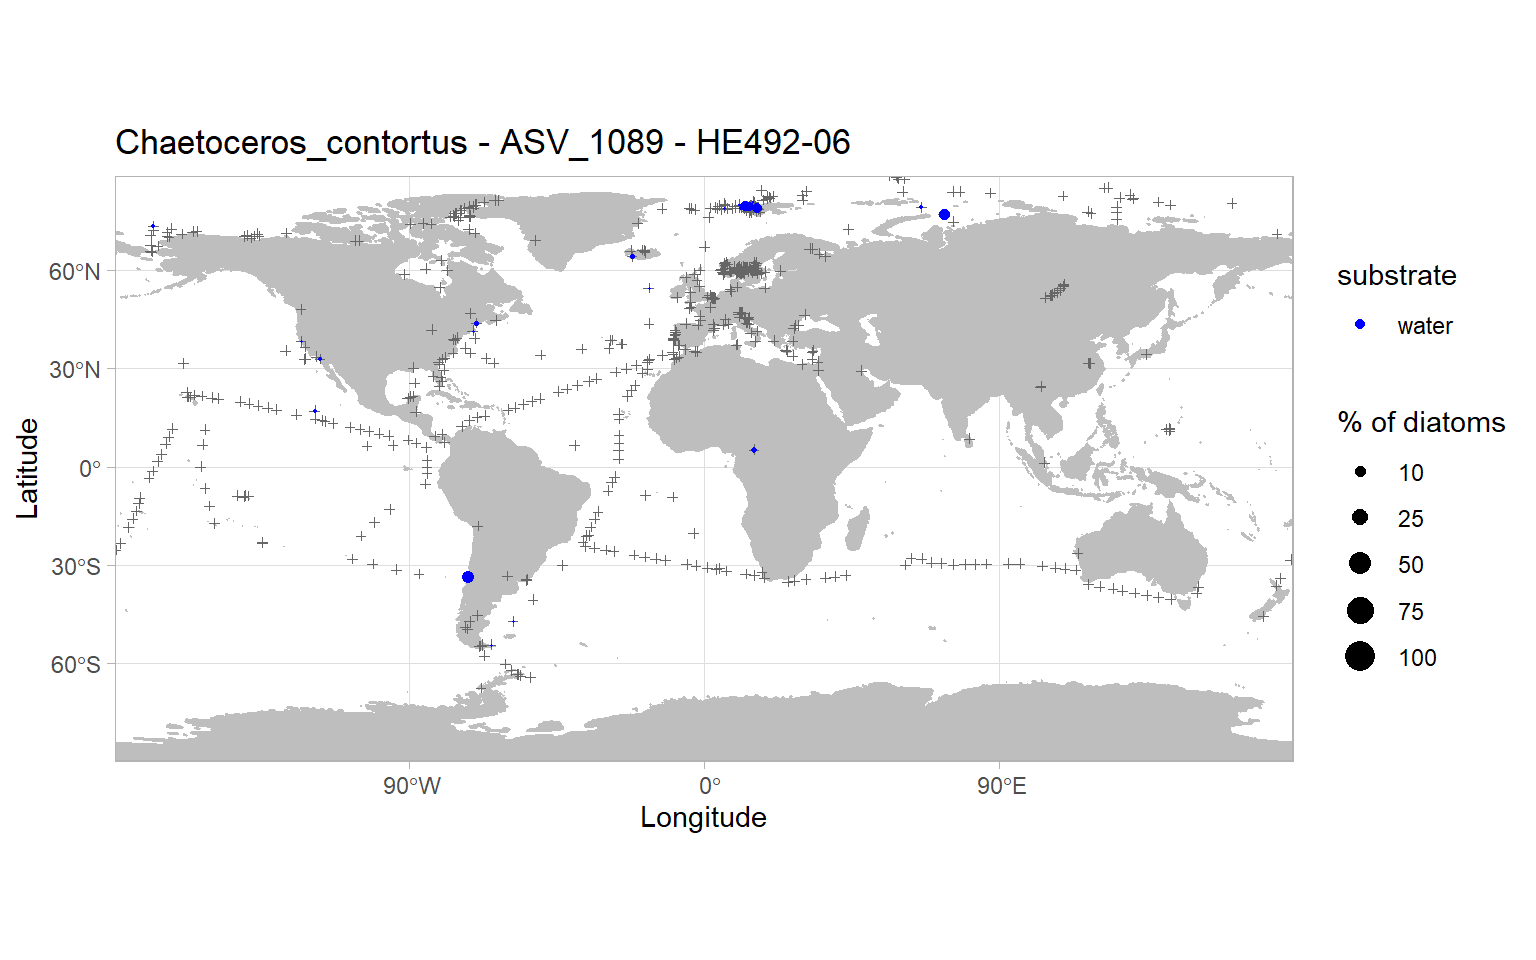 Chaetoceros_contortus - ASV_1089 - HE492-06
Latitude
60°N
30°N
0°
30°S
60°S
90°W
0°
90°E
Longitude
substrate
water
% of diatoms
10
25
50
75
100